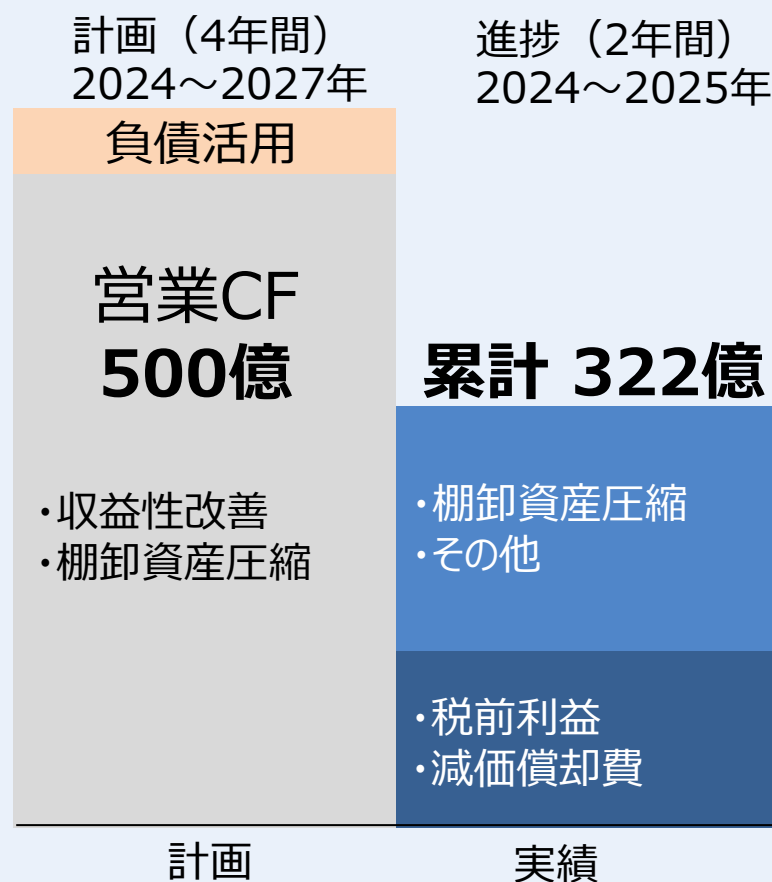 計画（4年間）
2024～2027年
負債活用
営業CF
500億
・収益性改善
・棚卸資産圧縮
計画
進捗（2年間）
2024～2025年
累計 322億
・棚卸資産圧縮
・その他
・税前利益
・減価償却費
実績